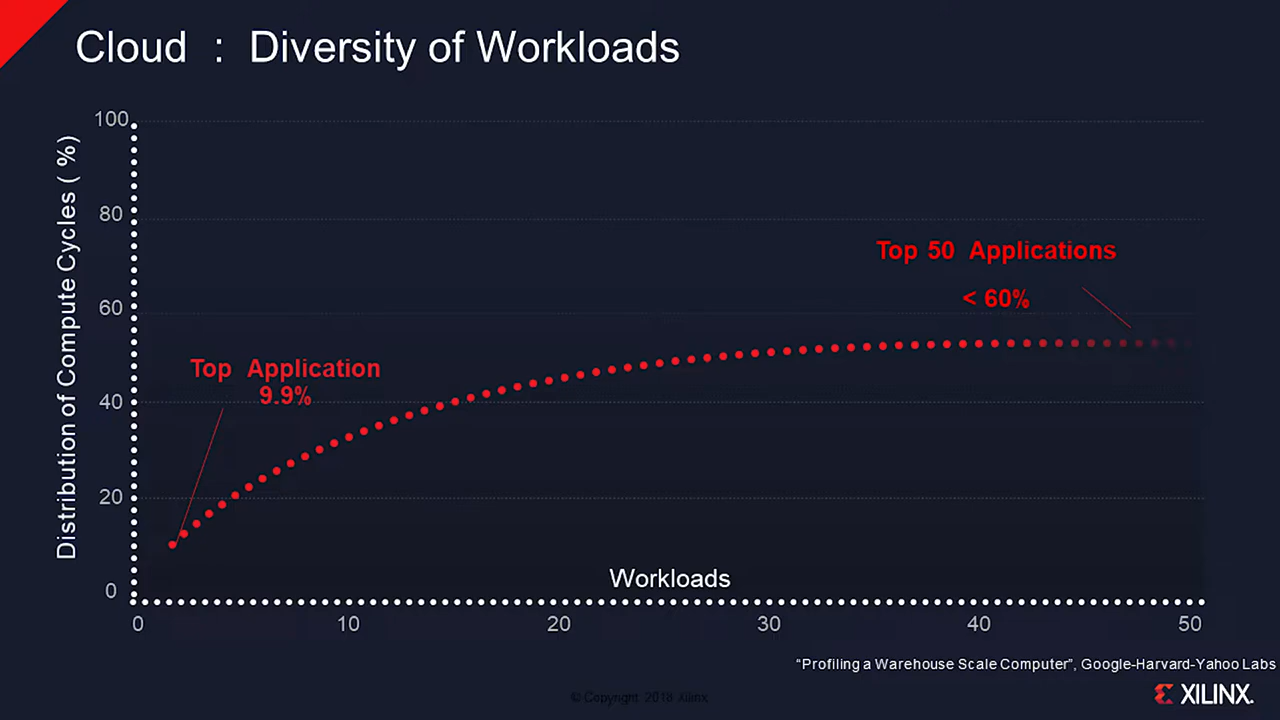 Cloud : Diversity of Workloads
Distribution of Compute Cycles ( %)
100
80
60
40
20
0
Top 50 Applications
< 60%
Top Application
9.9%
Workloads
0 10 20 30 40 50
"Profiling a Warehouse Scale Computer", Google-Harvard-Yahoo Labs
© Copyright 2018 Xilinx
XILINX.